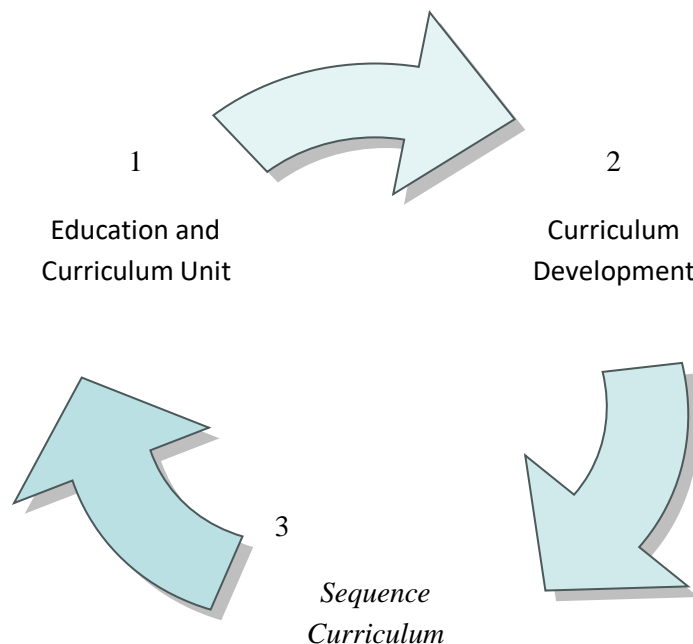 1
Education and
Curriculum Unit
2
Curriculum
Development
3
Sequence
Curriculum